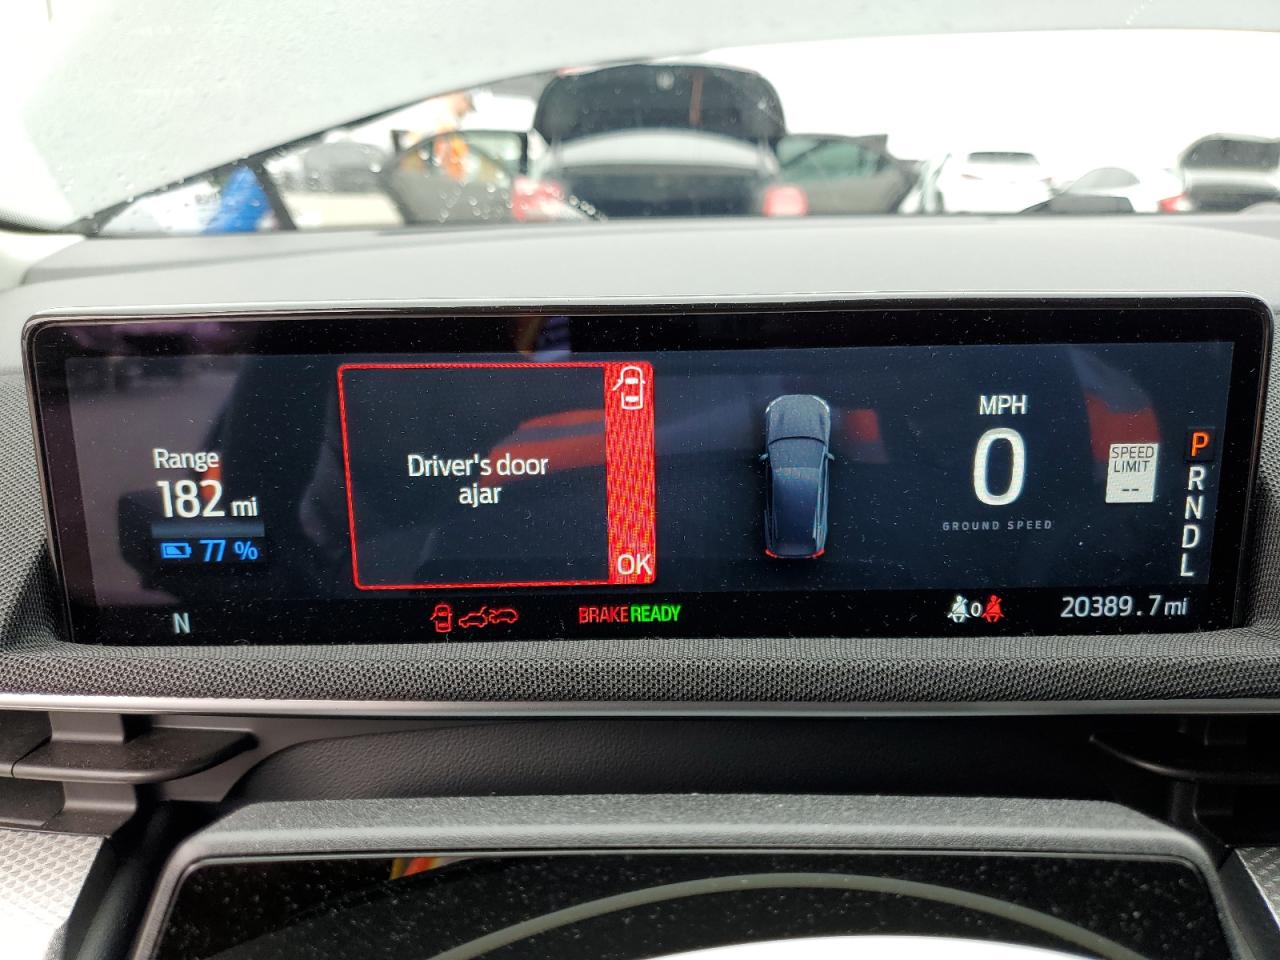 Range
182 mi
77 %
N
Driver's door
ajar
OK
BRAKE READY
MPH
0
GROUND SPEED
SPEED
LIMIT
--
P
R
N
D
L
0
20389.7 mi